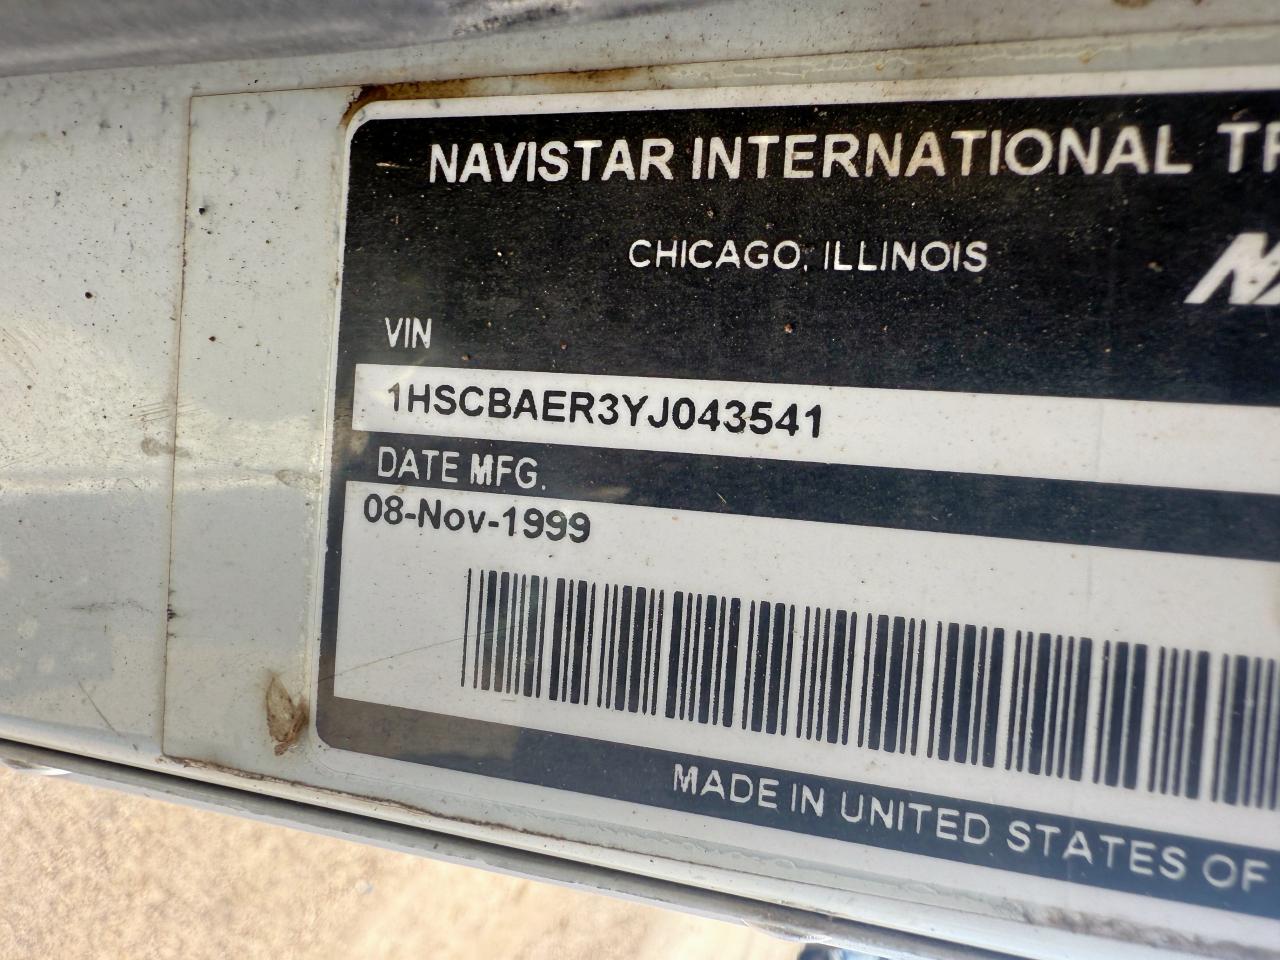 NAVISTAR INTERNATIONAL
CHICAGO, ILLINOIS
VIN
1HSCBAER3YJ043541
DATE MFG.
08-Nov-1999
MADE IN UNITED STATES OF